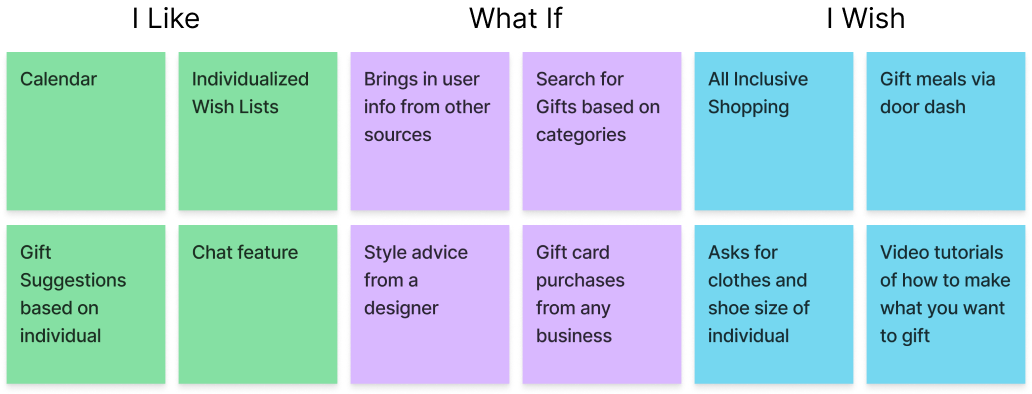 I Like
What If
I Wish
Calendar
Individualized
Wish Lists
Brings in user
info from other
sources
Search for
Gifts based on
categories
All Inclusive
Shopping
Gift meals via
door dash
Gift
Suggestions
based on
individual
Chat feature
Style advice
from a
designer
Gift card
purchases
from any
business
Asks for
clothes and
shoe size of
individual
Video tutorials
of how to make
what you want
to gift